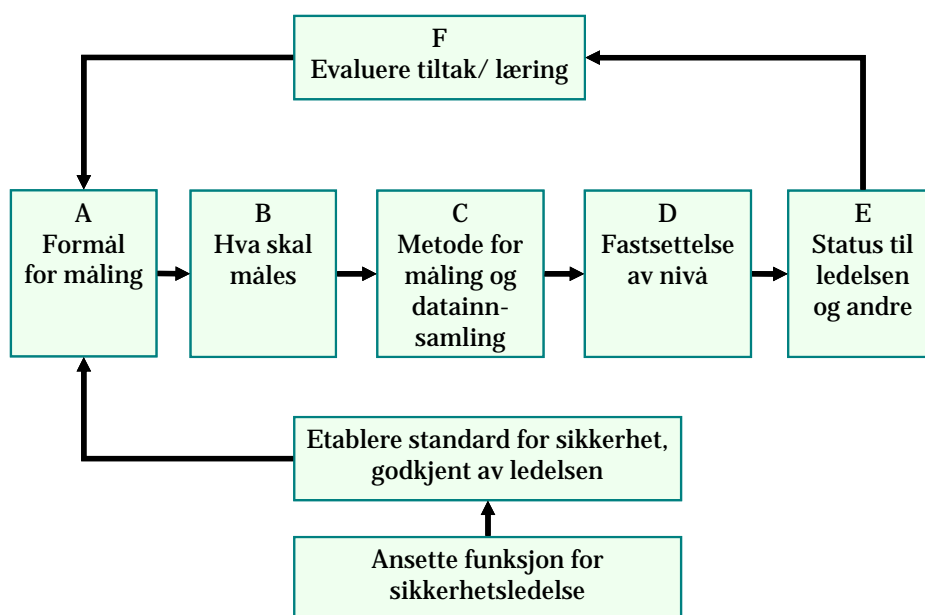 F
Evaluere tiltak/ læring
A
Formål
for måling
B
Hva skal
måles
C
Metode for
måling og
datainn-
samling
D
Fastsettelse
av nivå
E
Status til
ledelsen
og andre
Etablere standard for sikkerhet,
godkjent av ledelsen
Ansette funksjon for
sikkerhetsledelse